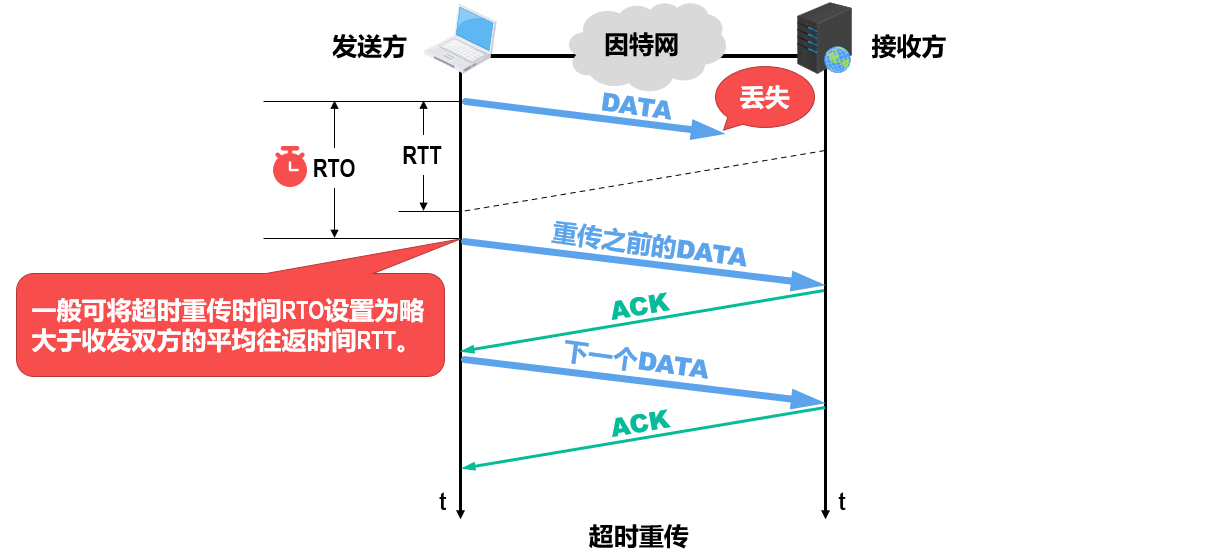 发送方
因特网
接收方
DATA
丢失
RTT
RTO
重传之前的DATA
一般可将超时重传时间RTO设置为略
大于收发双方的平均往返时间RTT。
ACK
下一个DATA
ACK
t
t
超时重传